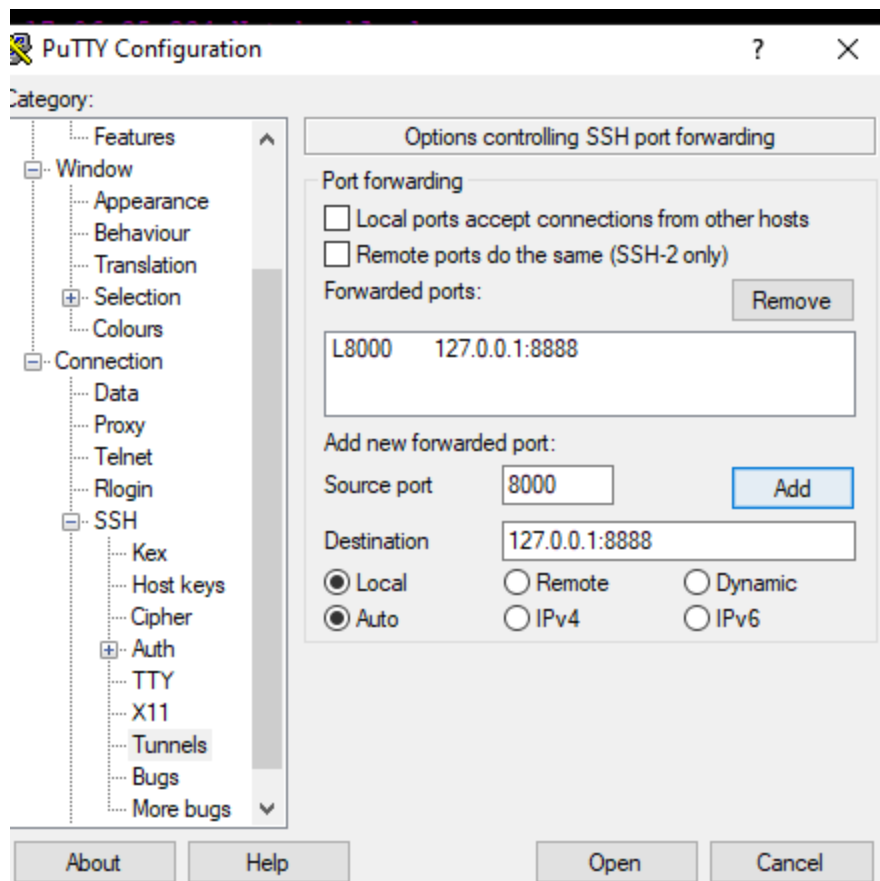 PuTTY Configuration ? ×
Category:
Features
Window
Appearance
Behaviour
Translation
Selection
Colours
Connection
Data
Proxy
Telnet
Rlogin
SSH
Kex
Host keys
Cipher
Auth
TTY
X11
Tunnels
Bugs
More bugs
Options controlling SSH port forwarding
Port forwarding
Local ports accept connections from other hosts
Remote ports do the same (SSH-2 only)
Forwarded ports:
Remove
L8000 127.0.0.1:8888
Add new forwarded port:
Source port 8000 Add
Destination 127.0.0.1:8888
Local Remote Dynamic
Auto IPv4 IPv6
About Help Open Cancel